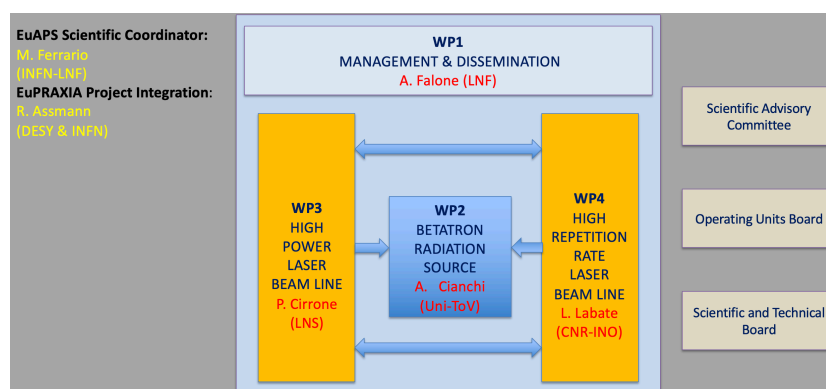 EuAPS Scientific Coordinator:
M. Ferrario
(INFN-LNF)
EuPRAXIA Project Integration:
R. Assmann
(DESY & INFN)
WP1
MANAGEMENT & DISSEMINATION
A. Falone (LNF)
WP3
HIGH
POWER
LASER
BEAM LINE
P. Cirrone
(LNS)
WP2
BETATRON
RADIATION
SOURCE
A. Cianchi
(Uni-ToV)
WP4
HIGH
REPETITION
RATE
LASER
BEAM LINE
L. Labate
(CNR-INO)
Scientific Advisory
Committee
Operating Units Board
Scientific and Technical
Board